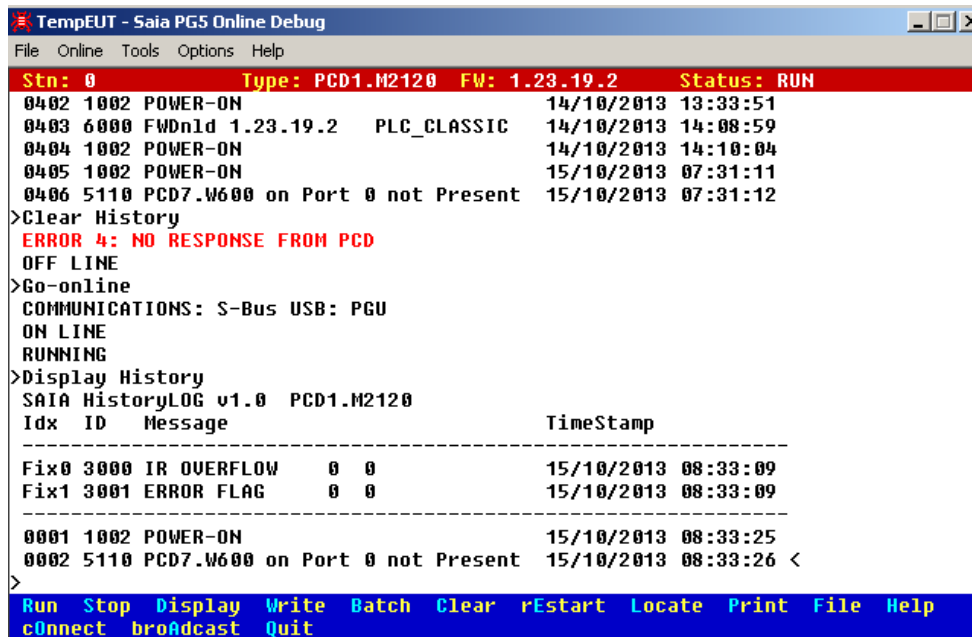 TempEUT - Saia PG5 Online Debug
File Online Tools Options Help
Stn: 0 Type: PCD1.M2120 FW: 1.23.19.2 Status: RUN
0402 1002 POWER-ON 14/10/2013 13:33:51
0403 6000 FWDnld 1.23.19.2 PLC_CLASSIC 14/10/2013 14:08:59
0404 1002 POWER-ON 14/10/2013 14:10:04
0405 1002 POWER-ON 15/10/2013 07:31:11
0406 5110 PCD7.W600 on Port 0 not Present 15/10/2013 07:31:12
>Clear History
ERROR 4: NO RESPONSE FROM PCD
OFF LINE
>Go-online
COMMUNICATIONS: S-Bus USB: PGU
ON LINE
RUNNING
>Display History
SAIA HistoryLOG v1.0 PCD1.M2120
Idx ID Message TimeStamp
---------------------------------------------------------------
Fix0 3000 IR OVERFLOW 0 0 15/10/2013 08:33:09
Fix1 3001 ERROR FLAG 0 0 15/10/2013 08:33:09
---------------------------------------------------------------
0001 1002 POWER-ON 15/10/2013 08:33:25
0002 5110 PCD7.W600 on Port 0 not Present 15/10/2013 08:33:26 <
>
Run Stop Display Write Batch Clear rEstart Locate Print File Help
cOnnect broAdcast Quit